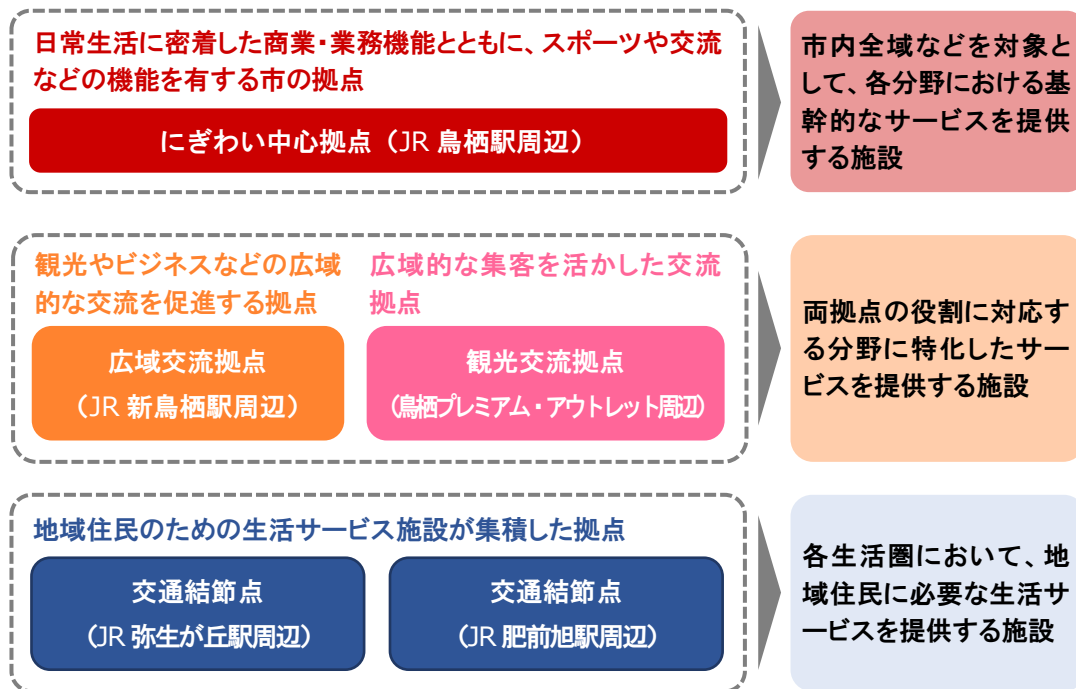 日常生活に密着した商業・業務機能とともに、スポーツや交流
などの機能を有する市の拠点
にぎわい中心拠点（JR 鳥栖駅周辺）
市内全域などを対象と
して、各分野における基
幹的なサービスを提供
する施設
観光やビジネスなどの広域
的な交流を促進する拠点
広域交流拠点
（JR 新鳥栖駅周辺）
広域的な集客を活かした交流
拠点
観光交流拠点
（鳥栖プレミアム・アウトレット周辺）
両拠点の役割に対応す
る分野に特化したサー
ビスを提供する施設
地域住民のための生活サービス施設が集積した拠点
交通結節点
（JR 弥生が丘駅周辺）
交通結節点
（JR 肥前旭駅周辺）
各生活圏において、地
域住民に必要な生活サ
ービスを提供する施設